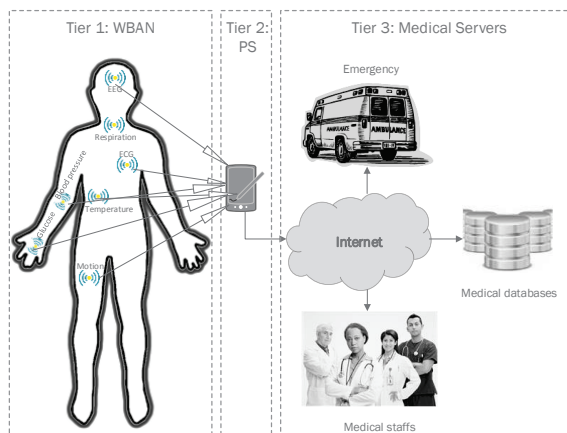 Tier 1: WBAN
Tier 2:
PS
Tier 3: Medical Servers
EEG
Respiration
ECG
Blood pressure
Temperature
Glucose
Motion
Emergency
AMBULANCE
AMBULANCE
Internet
Medical databases
Medical staffs